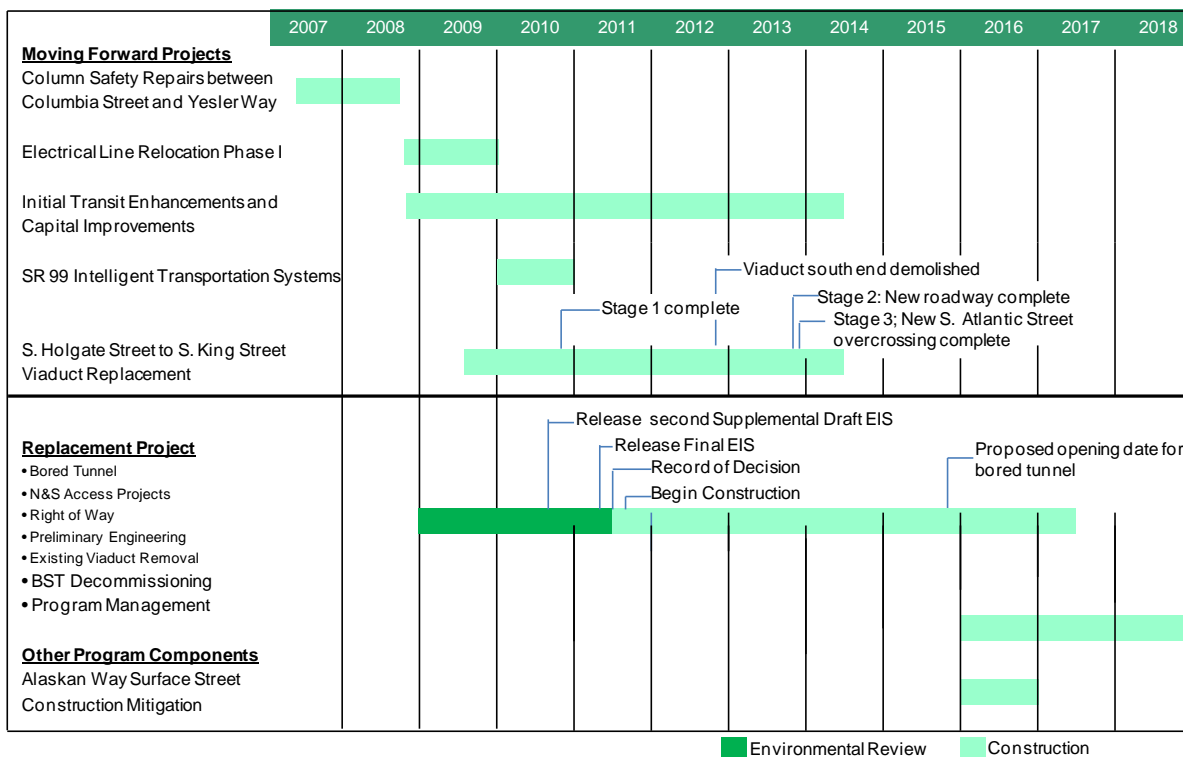 2007 2008 2009 2010 2011 2012 2013 2014 2015 2016 2017 2018
Moving Forward Projects
Column Safety Repairs between
Columbia Street and Yesler Way
Electrical Line Relocation Phase I
Initial Transit Enhancements and
Capital Improvements
SR 99 Intelligent Transportation Systems
Viaduct south end demolished
Stage 1 complete
Stage 2: New roadway complete
Stage 3; New S. Atlantic Street
overcrossing complete
S. Holgate Street to S. King Street
Viaduct Replacement
Release second Supplemental Draft EIS
Release Final EIS
Record of Decision
Begin Construction
Proposed opening date for
bored tunnel
Replacement Project
• Bored Tunnel
• N&S Access Projects
• Right of Way
• Preliminary Engineering
• Existing Viaduct Removal
• BST Decommissioning
• Program Management
Other Program Components
Alaskan Way Surface Street
Construction Mitigation
Environmental Review
Construction